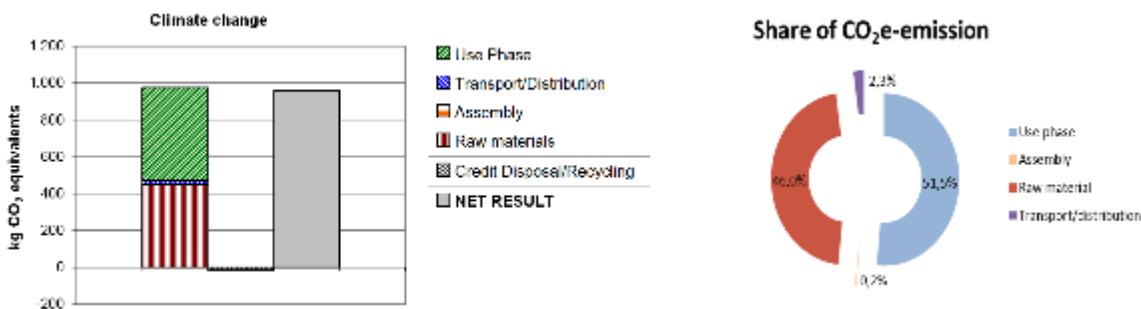 Climate change
1.200
1.000
800
600
400
200
0
-200
kg CO₂ equivalents
Use Phase
Transport/Distribution
Assembly
Raw materials
Credit Disposal/Recycling
NET RESULT
Share of CO₂e-emission
2,3%
46,0%
51,5%
0,2%
Use phase
Assembly
Raw material
Transport/distribution